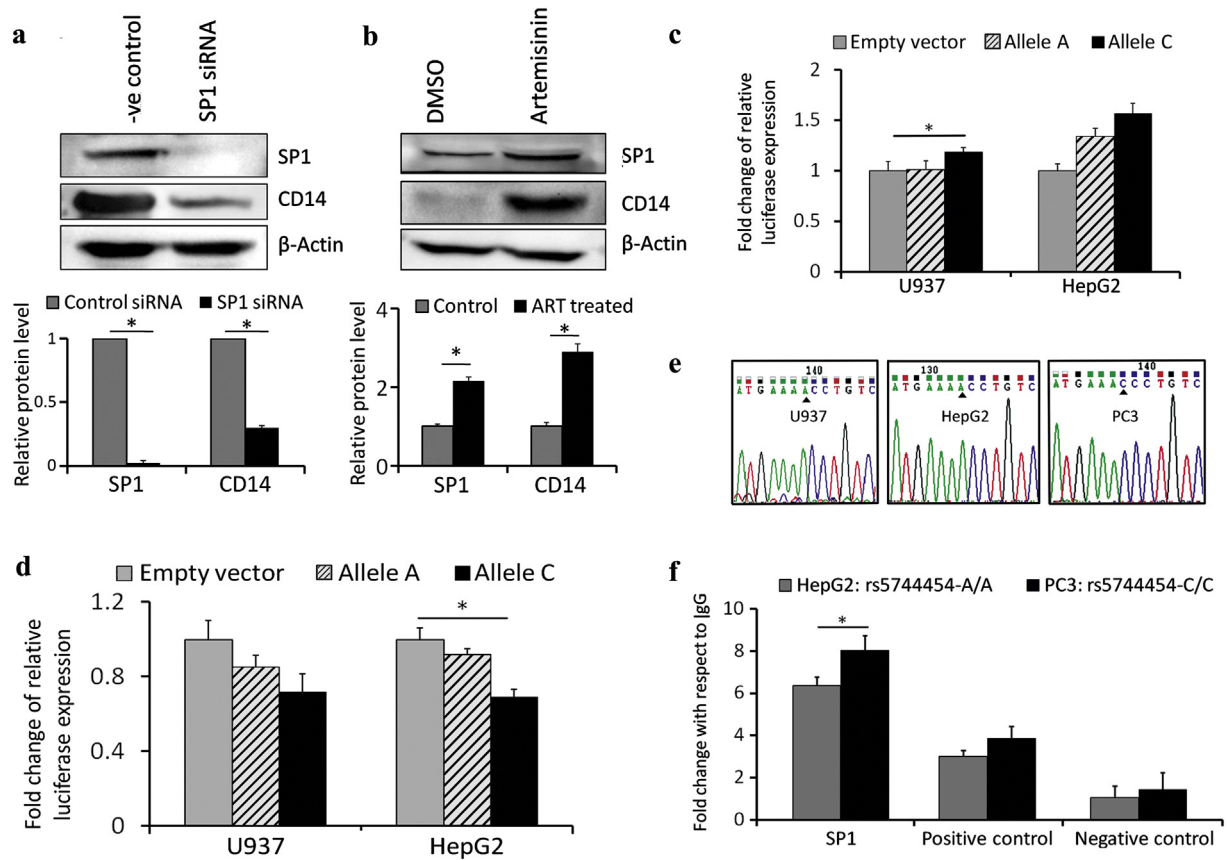 a
-ve control
SP1 siRNA
SP1
CD14
β-Actin
Control siRNA SP1 siRNA
Relative protein level
1
0.5
0
*
*
SP1 CD14
b
DMSO
Artemisinin
SP1
CD14
β-Actin
Control ART treated
Relative protein level
4
2
0
*
*
SP1 CD14
c
Empty vector Allele A Allele C
Fold change of relative
luciferase expression
2
1.5
1
0.5
0
*
U937 HepG2
d
Empty vector Allele A Allele C
Fold change of relative
luciferase expression
1.2
0.8
0.4
0
*
U937 HepG2
e
140
ATGAAAACCTGTC
U937
130
ATGAAAACCTGTC
HepG2
140
ATGAAACCCTGTC
PC3
f
HepG2: rs5744454-A/A PC3: rs5744454-C/C
Fold change with respect to IgG
10
8
6
4
2
0
*
SP1 Positive control Negative control